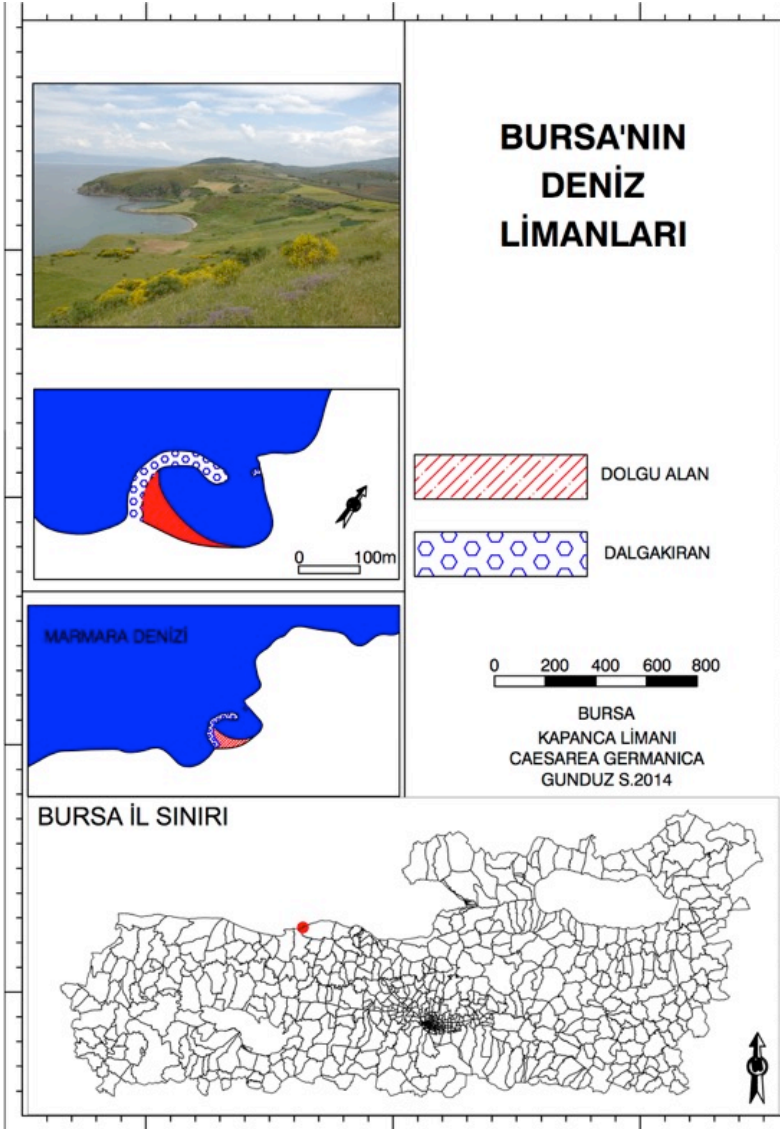 BURSA'NIN
DENİZ
LİMANLARI
DOLGU ALAN
0 100m
DALGAKIRAN
MARMARA DENİZİ
0 200 400 600 800
BURSA
KAPANCA LİMANI
CAESAREA GERMANICA
GUNDUZ S.2014
BURSA İL SINIRI